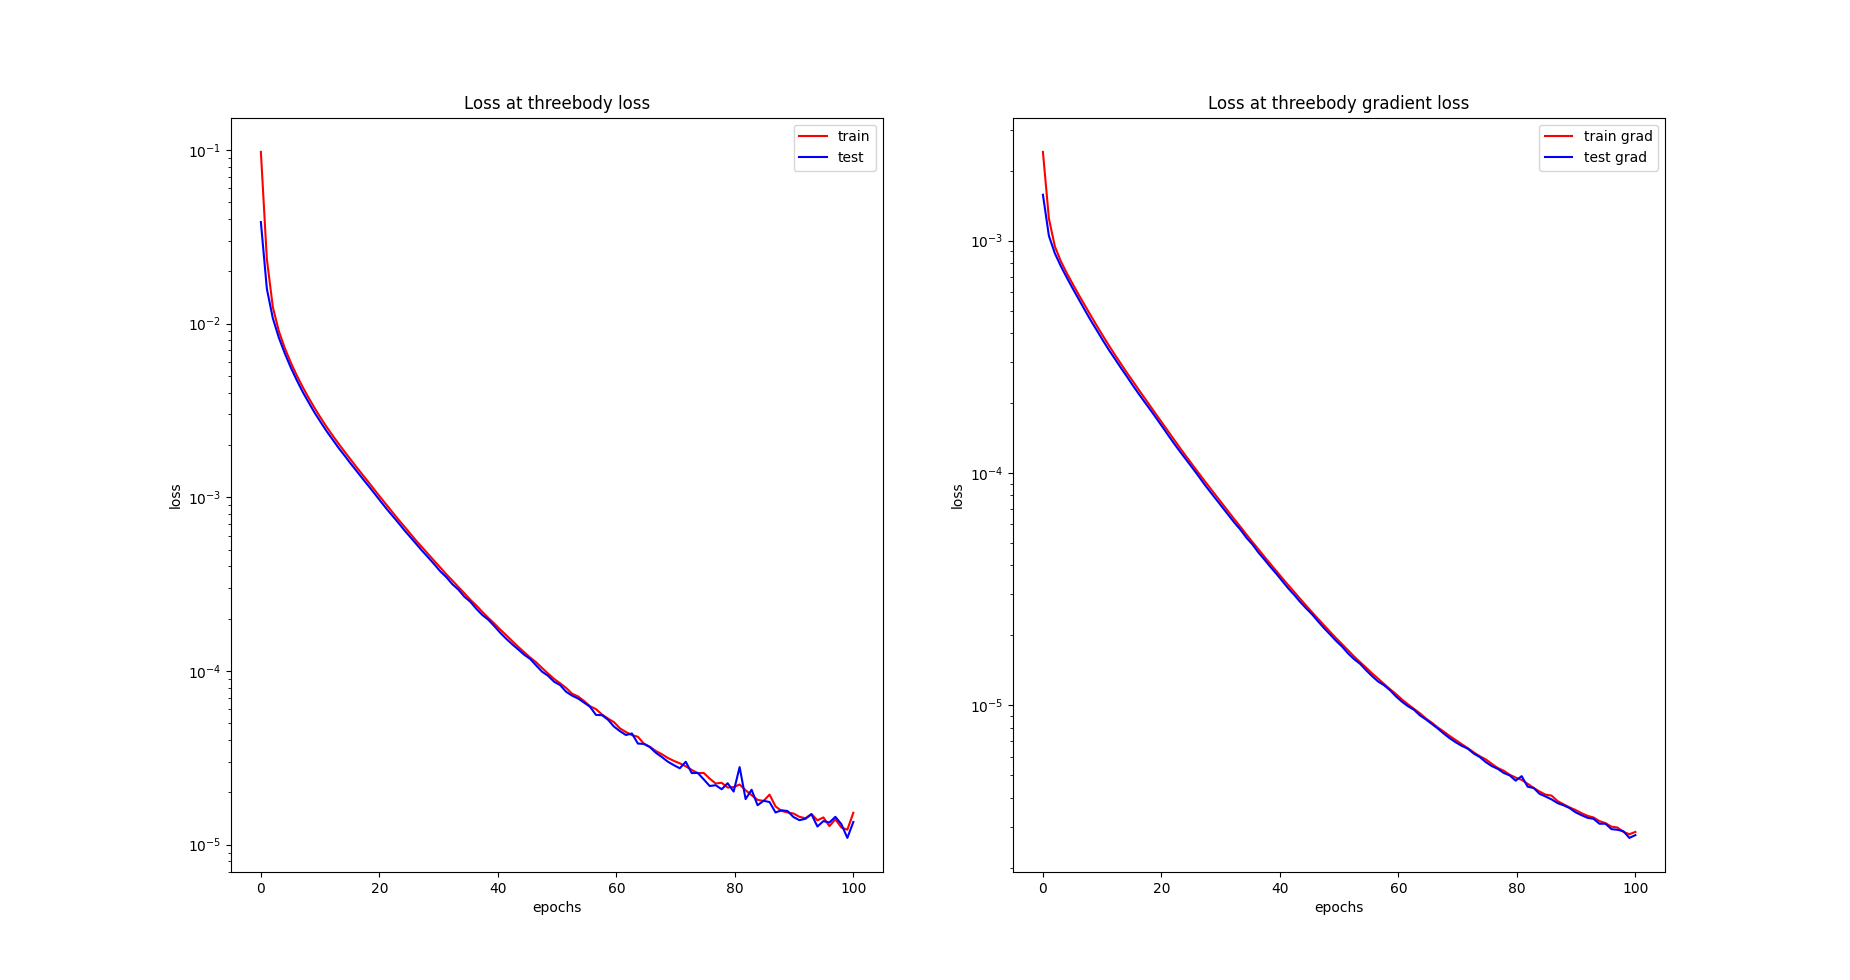 Loss at threebody loss
train
test
10⁻¹
10⁻²
10⁻³
10⁻⁴
10⁻⁵
loss
0 20 40 60 80 100
epochs
Loss at threebody gradient loss
train grad
test grad
10⁻³
10⁻⁴
10⁻⁵
loss
0 20 40 60 80 100
epochs